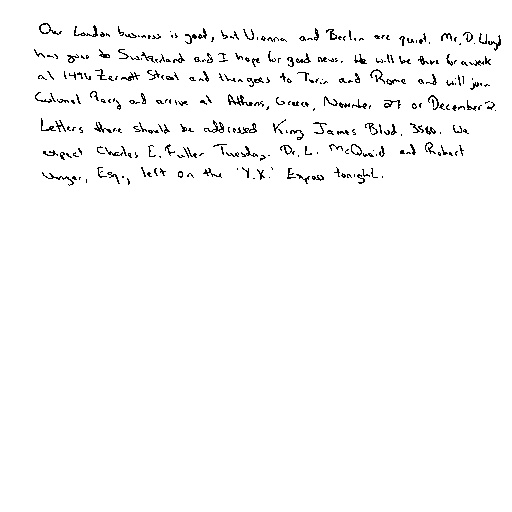 Our London business is good, but Vienna and Berlin are quiet. Mr. D. Lloyd
has gone to Switzerland and I hope for good news. He will be there for a week
at 1496 Zermott Street and then goes to Turin and Rome and will join
Colonel Parry and arrive at Athens, Greece, November 27 or December 2.
Letters there should be addressed King James Blvd. 3580. We
expect Charles E. Fuller Tuesday. Dr. L. McQuaid and Robert
Unger, Esq., left on the 'Y.X.' Express tonight.